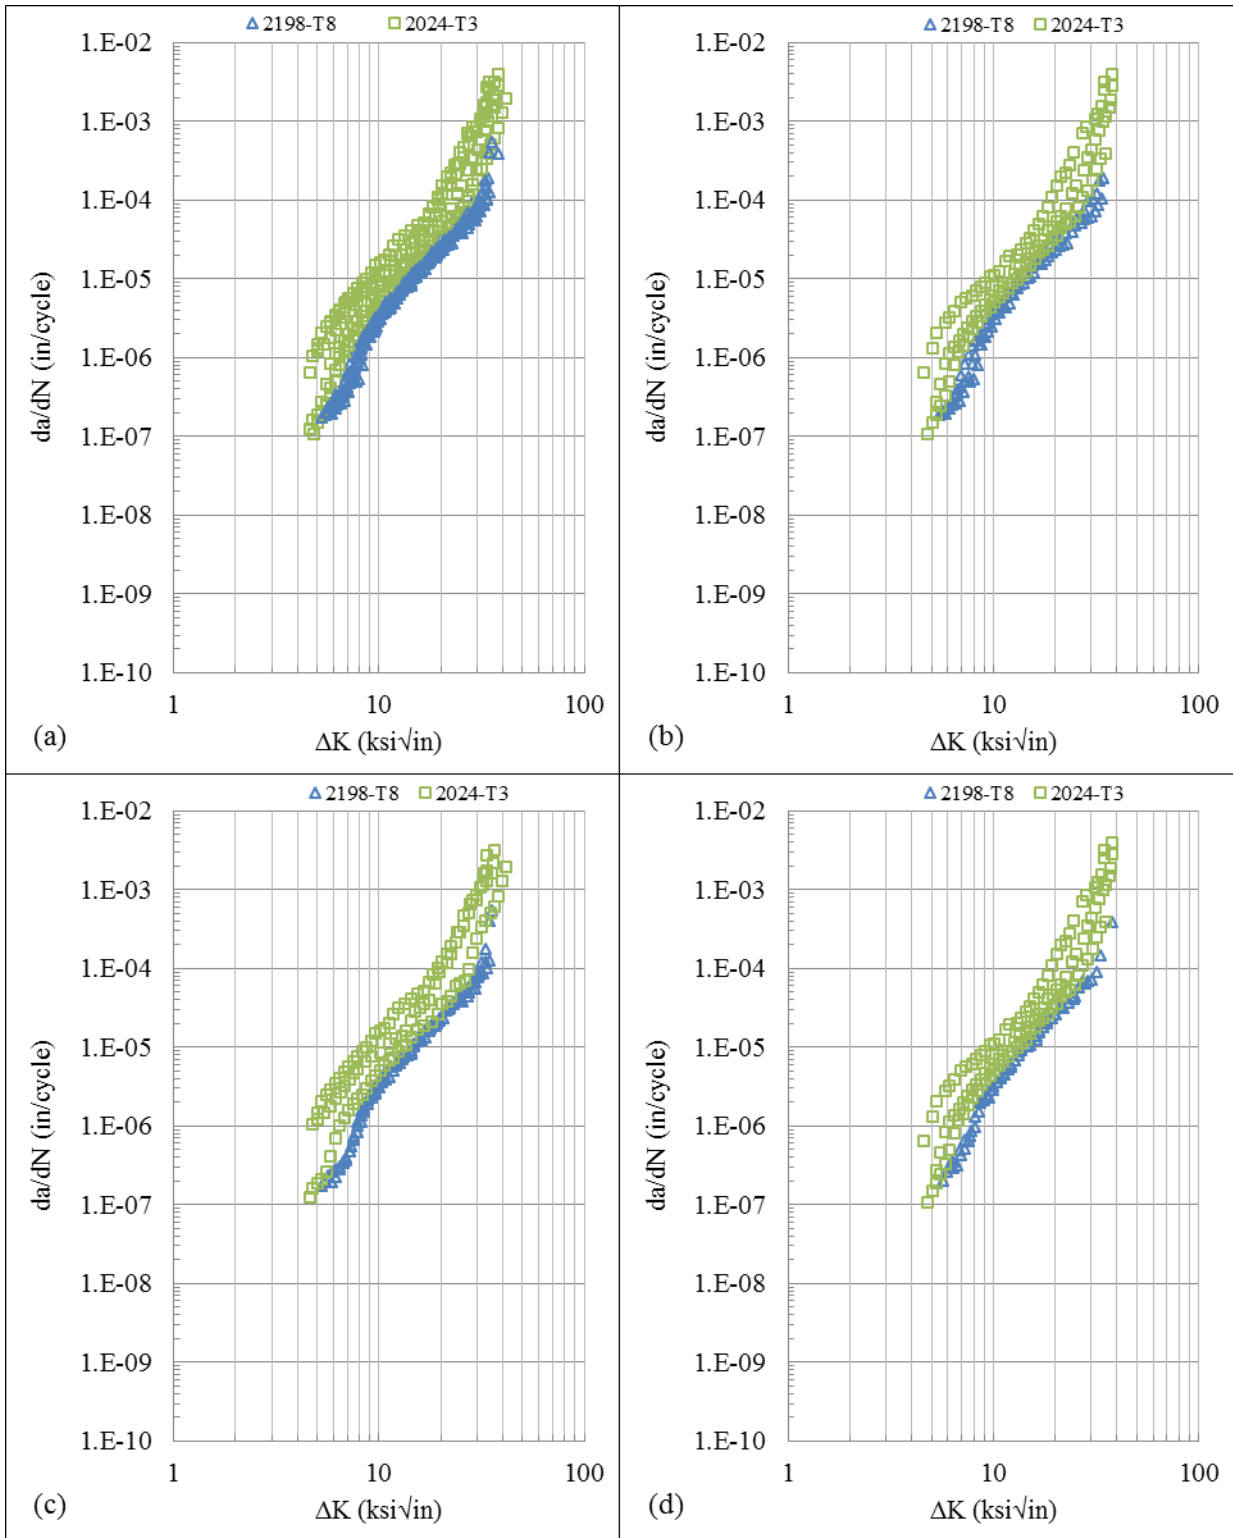 2198-T8 2024-T3
1.E-02
1.E-03
1.E-04
1.E-05
1.E-06
1.E-07
1.E-08
1.E-09
1.E-10
da/dN (in/cycle)
1 10 100
ΔK (ksi√in)
(a)
2198-T8 2024-T3
1.E-02
1.E-03
1.E-04
1.E-05
1.E-06
1.E-07
1.E-08
1.E-09
1.E-10
da/dN (in/cycle)
1 10 100
ΔK (ksi√in)
(b)
2198-T8 2024-T3
1.E-02
1.E-03
1.E-04
1.E-05
1.E-06
1.E-07
1.E-08
1.E-09
1.E-10
da/dN (in/cycle)
1 10 100
ΔK (ksi√in)
(c)
2198-T8 2024-T3
1.E-02
1.E-03
1.E-04
1.E-05
1.E-06
1.E-07
1.E-08
1.E-09
1.E-10
da/dN (in/cycle)
1 10 100
ΔK (ksi√in)
(d)